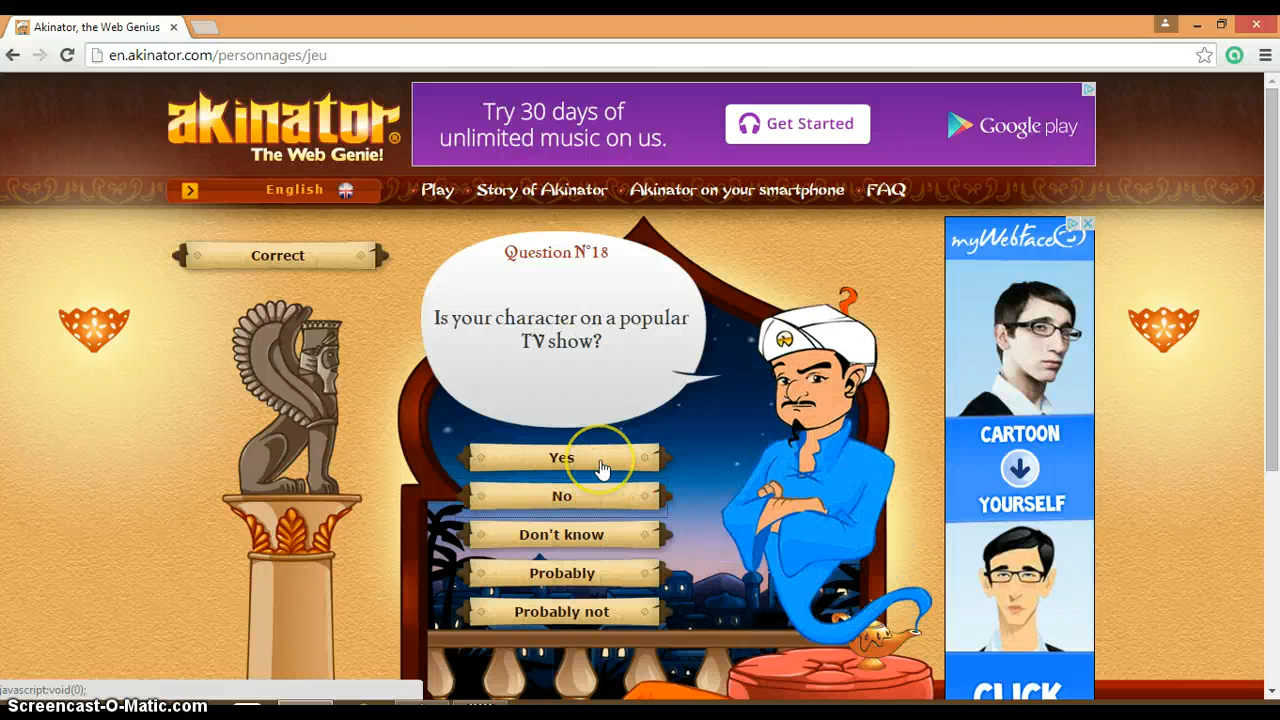 Akinator, the Web Genius
en.akinator.com/personnages/jeu
akinator®
The Web Genie!
Try 30 days of
unlimited music on us.
Get Started
Google play
English
Play
Story of Akinator
Akinator on your smartphone
FAQ
Correct
Question N°18
Is your character on a popular
TV show?
Yes
No
Don't know
Probably
Probably not
myWebFace
CARTOON
YOURSELF
CLICK
javascript:void(0);
Screencast-O-Matic.com